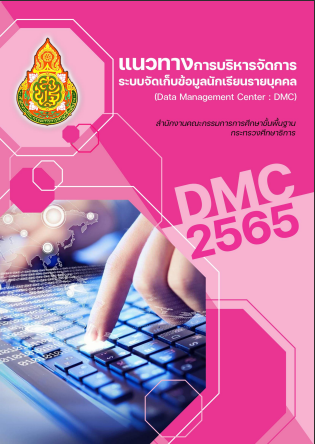 แนวทางการบริหารจัดการ
ระบบจัดเก็บข้อมูลนักเรียนรายบุคคล
(Data Management Center : DMC)
สำนักงานคณะกรรมการการศึกษาขั้นพื้นฐาน
กระทรวงศึกษาธิการ
DMC
2565